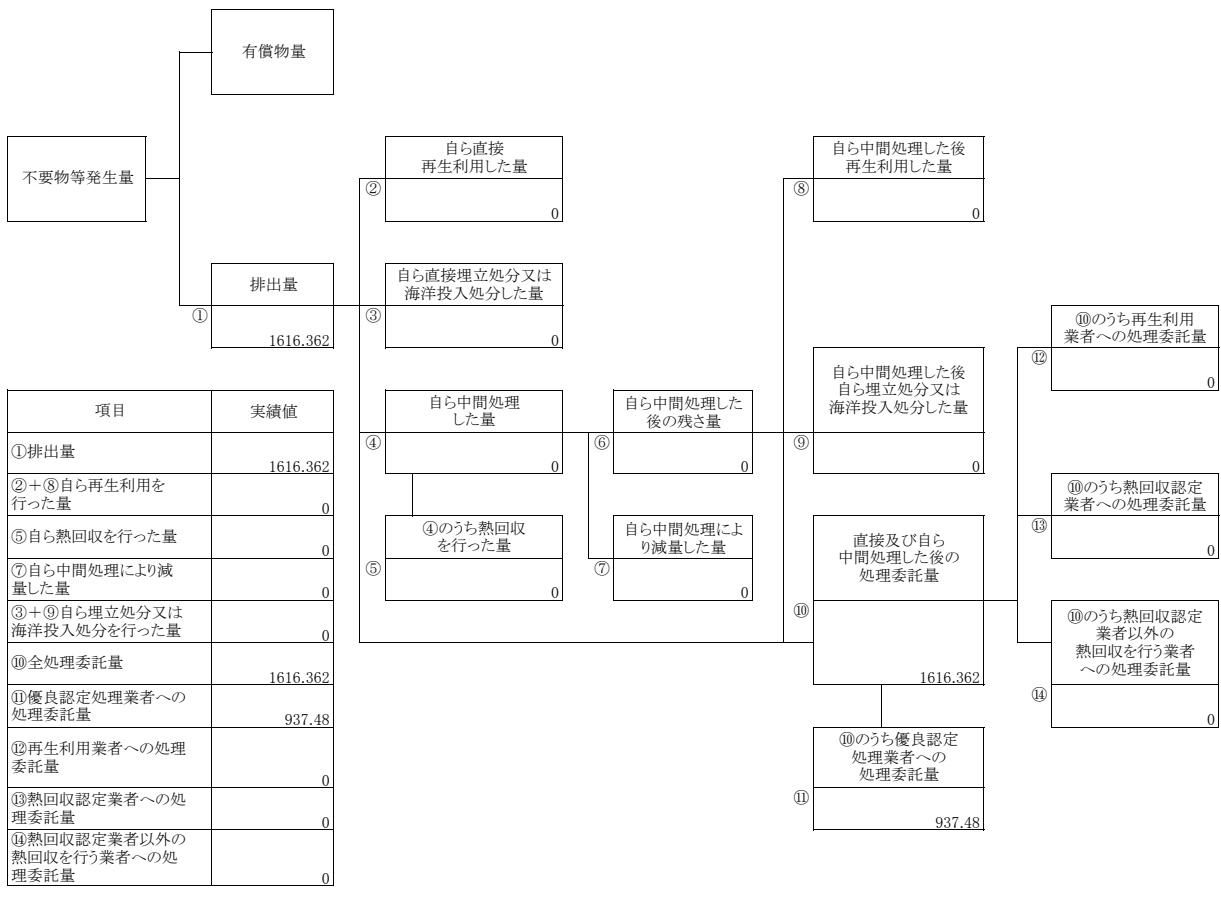 有償物量
不要物等発生量
自ら直接
再生利用した量
②
0
自ら中間処理した後
再生利用した量
⑧
0
排出量
①
1616.362
自ら直接埋立処分又は
海洋投入処分した量
③
0
⑩のうち再生利用
業者への処理委託量
⑫
0
自ら中間処理
した量
④
0
自ら中間処理した
後の残さ量
⑥
0
自ら中間処理した後
自ら埋立処分又は
海洋投入処分した量
⑨
0
④のうち熱回収
を行った量
⑤
0
自ら中間処理によ
り減量した量
⑦
0
直接及び自ら
中間処理した後の
処理委託量
⑩
1616.362
⑩のうち熱回収認定
業者への処理委託量
⑬
0
⑩のうち熱回収認定
業者以外の
熱回収を行う業者
への処理委託量
⑭
0
⑩のうち優良認定
処理業者への
処理委託量
⑪
937.48
項目 実績値
①排出量
1616.362
②＋⑧自ら再生利用を
行った量
0
⑤自ら熱回収を行った量
0
⑦自ら中間処理により減
量した量
0
③＋⑨自ら埋立処分又は
海洋投入処分を行った量
0
⑩全処理委託量
1616.362
⑪優良認定処理業者への
処理委託量
937.48
⑫再生利用業者への処理
委託量
0
⑬熱回収認定業者への処
理委託量
0
⑭熱回収認定業者以外の
熱回収を行う業者への処
理委託量
0